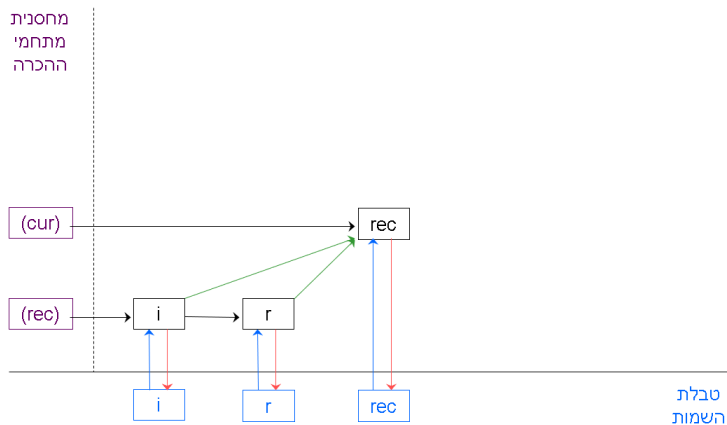 מחסנית
מתחמי
ההכרה
(cur)
rec
(rec)
i
r
i
r
rec
טבלת
השמות